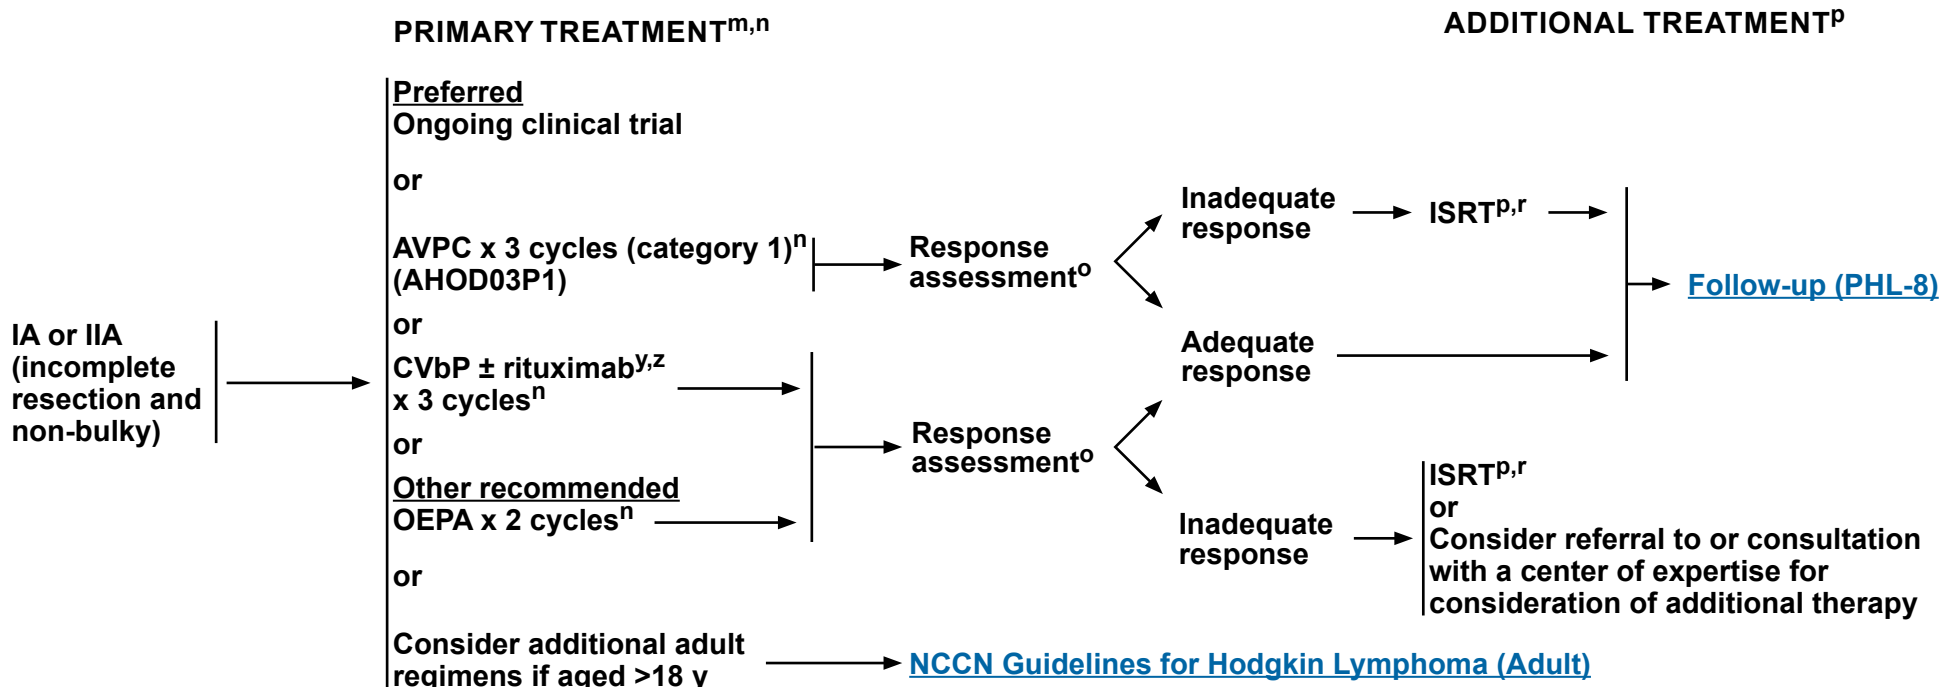 PRIMARY TREATMENTm,n
ADDITIONAL TREATMENTp
IA or IIA
(incomplete
resection and
non-bulky)
Preferred
Ongoing clinical trial
or
AVPC x 3 cycles (category 1)n
(AHOD03P1)
or
CVbP ± rituximaby,z
x 3 cyclesn
or
Other recommended
OEPA x 2 cyclesn
or
Consider additional adult
regimens if aged >18 y
Response
assessmento
Inadequate
response
ISRTp,r
Adequate
response
Follow-up (PHL-8)
Response
assessmento
Inadequate
response
ISRTp,r
or
Consider referral to or consultation
with a center of expertise for
consideration of additional therapy
NCCN Guidelines for Hodgkin Lymphoma (Adult)